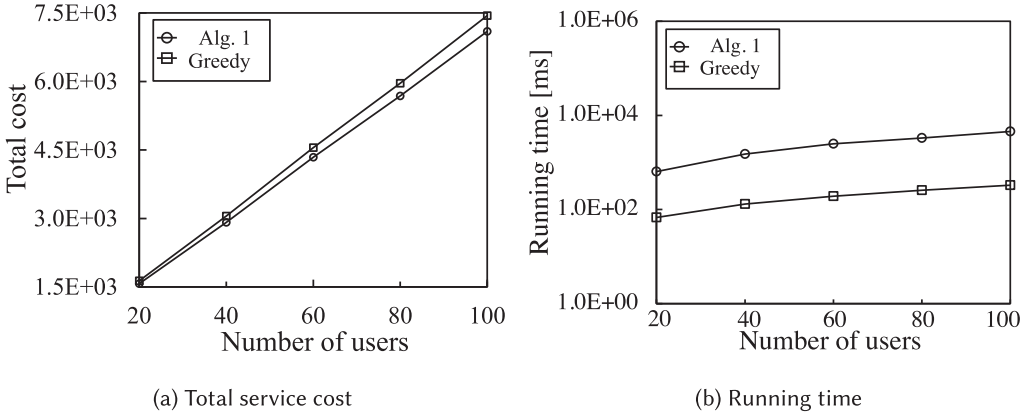 7.5E+03
6.0E+03
4.5E+03
3.0E+03
1.5E+03
Total cost
Alg. 1
Greedy
20 40 60 80 100
Number of users
(a) Total service cost
1.0E+06
1.0E+04
1.0E+02
1.0E+00
Running time [ms]
Alg. 1
Greedy
20 40 60 80 100
Number of users
(b) Running time